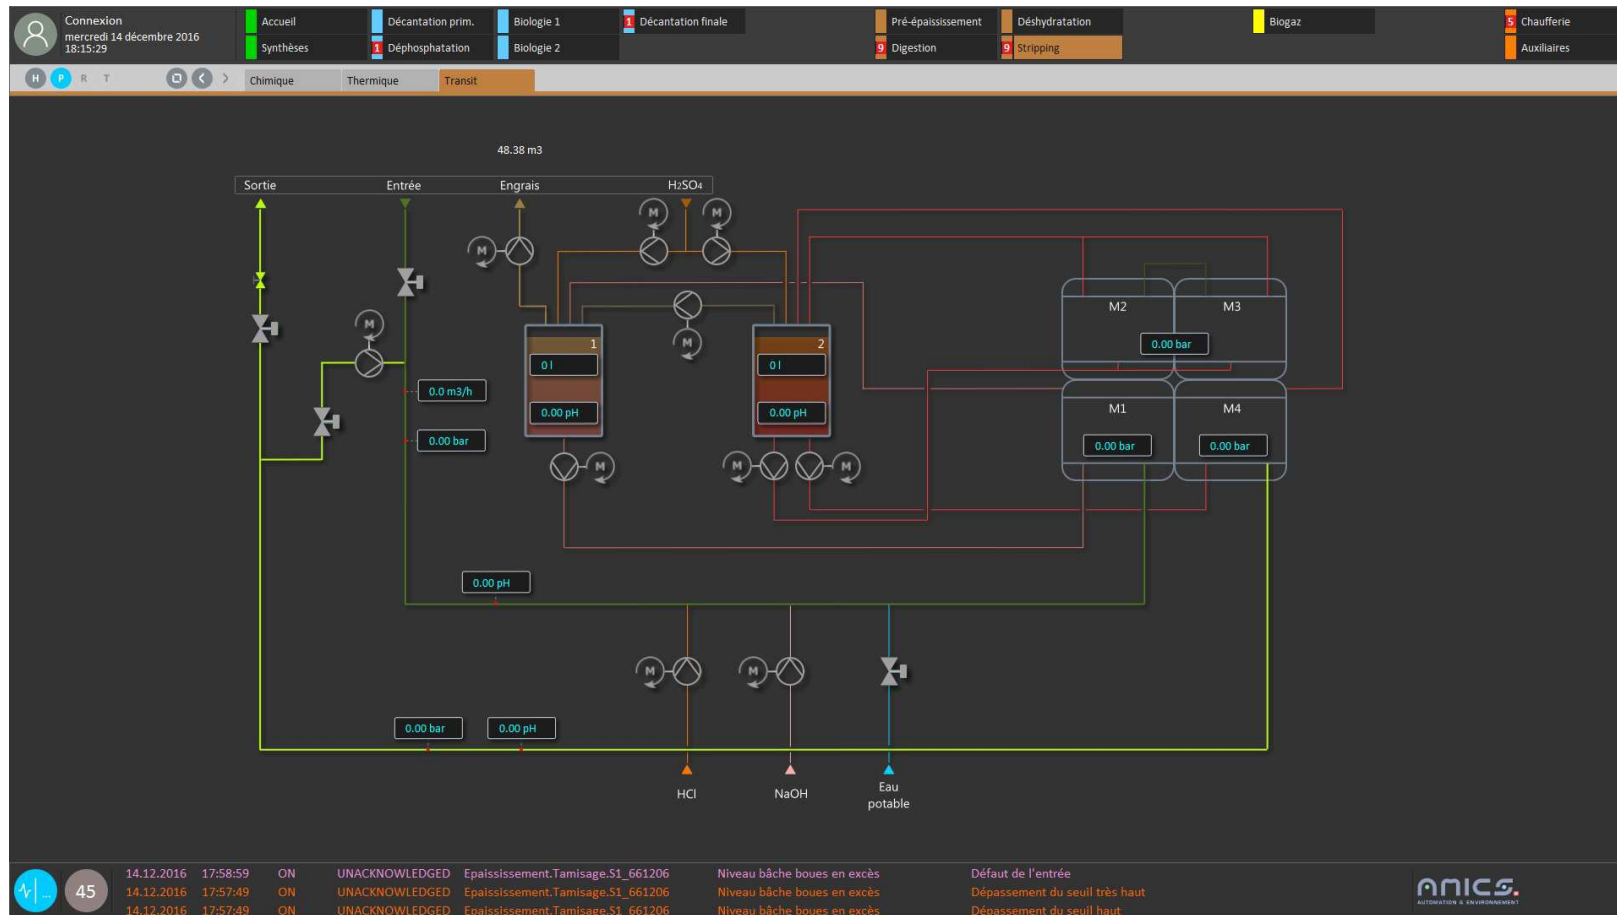 Connexion
mercredi 14 décembre 2016
18:15:29
Accueil
Décantation prim.
Biologie 1
1 Décantation finale
Pré-épaississement
Déshydratation
Biogaz
5 Chaufferie
Synthèses
1 Déphosphatation
Biologie 2
9 Digestion
9 Stripping
Auxiliaires
H P R T
Chimique
Thermique
Transit
48.38 m3
Sortie
Entrée
Engrais
H2SO4
M
M
M
M
M
M2
M3
1
2
0 l
0 l
0.00 bar
0.0 m3/h
0.00 pH
0.00 pH
M1
M4
0.00 bar
0.00 bar
0.00 bar
M
M
M
0.00 pH
M
M
0.00 bar
0.00 pH
HCl
NaOH
Eau
potable
45
14.12.2016 17:58:59 ON UNACKNOWLEDGED Epaississement.Tamisage.S1_661206 Niveau bâche boues en excès Défaut de l'entrée
14.12.2016 17:57:49 ON UNACKNOWLEDGED Epaississement.Tamisage.S1_661206 Niveau bâche boues en excès Dépassement du seuil très haut
14.12.2016 17:57:49 ON UNACKNOWLEDGED Epaississement.Tamisage.S1_661206 Niveau bâche boues en excès Dépassement du seuil haut
anics.
AUTOMATION & ENVIRONNEMENT